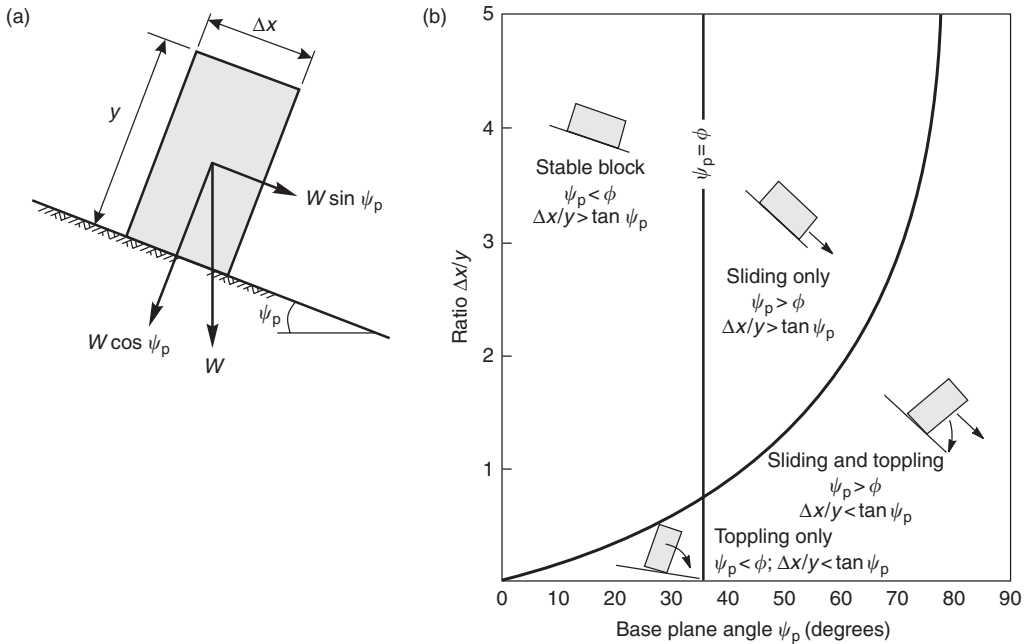 (a)
Δx
y
W sin ψp
ψp
W cos ψp
W
(b)
Ratio Δx/y
5
4
3
2
1
0
10
20
30
40
50
60
70
80
90
Base plane angle ψp (degrees)
ψp = ϕ
Stable block
ψp < ϕ
Δx/y > tan ψp
Sliding only
ψp > ϕ
Δx/y > tan ψp
Sliding and toppling
ψp > ϕ
Δx/y < tan ψp
Toppling only
ψp < ϕ; Δx/y < tan ψp